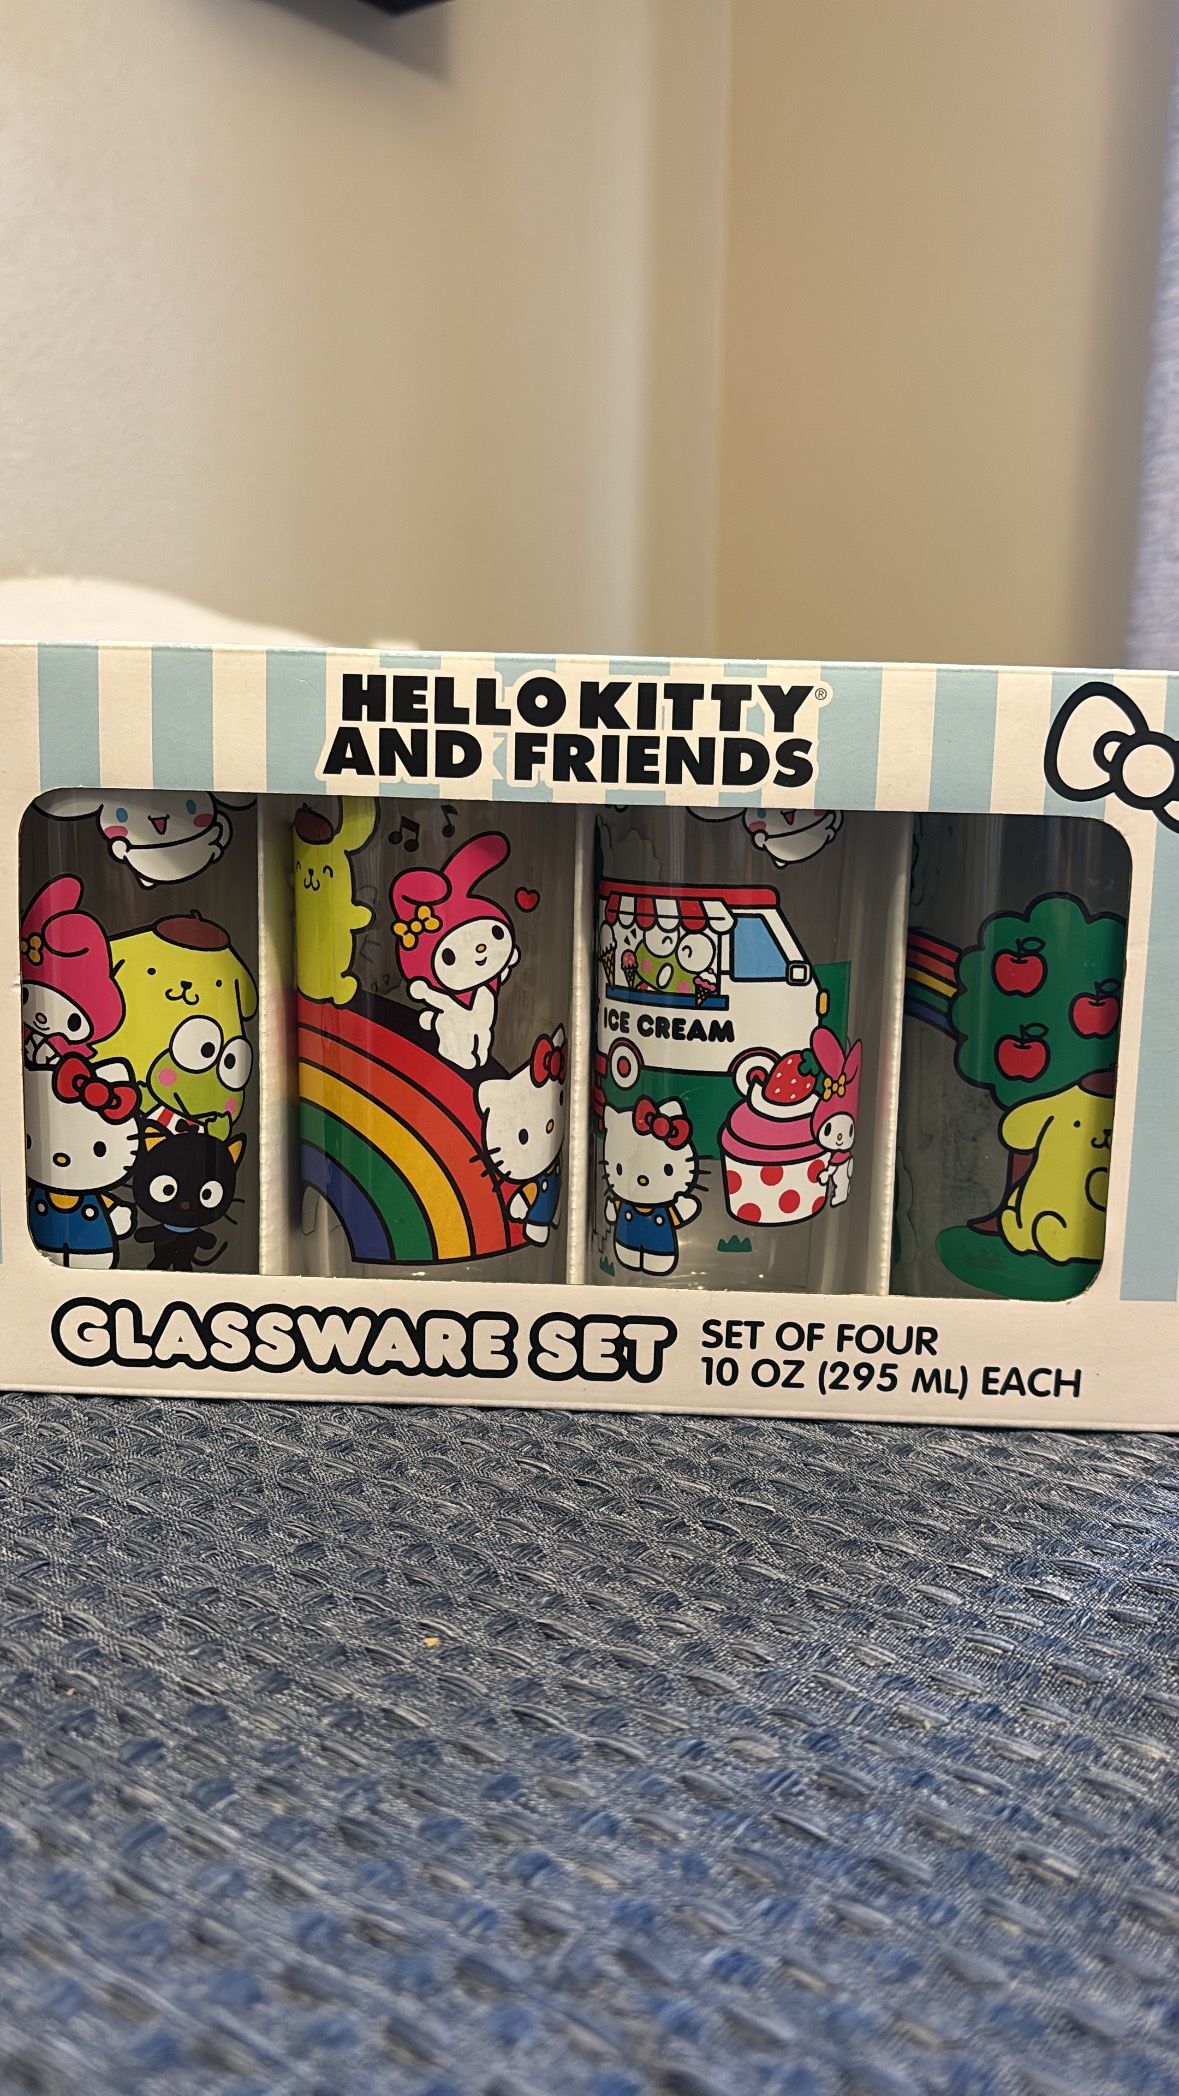 HELLO KITTY®
AND FRIENDS
ICE CREAM
GLASSWARE SET
SET OF FOUR
10 OZ (295 ML) EACH